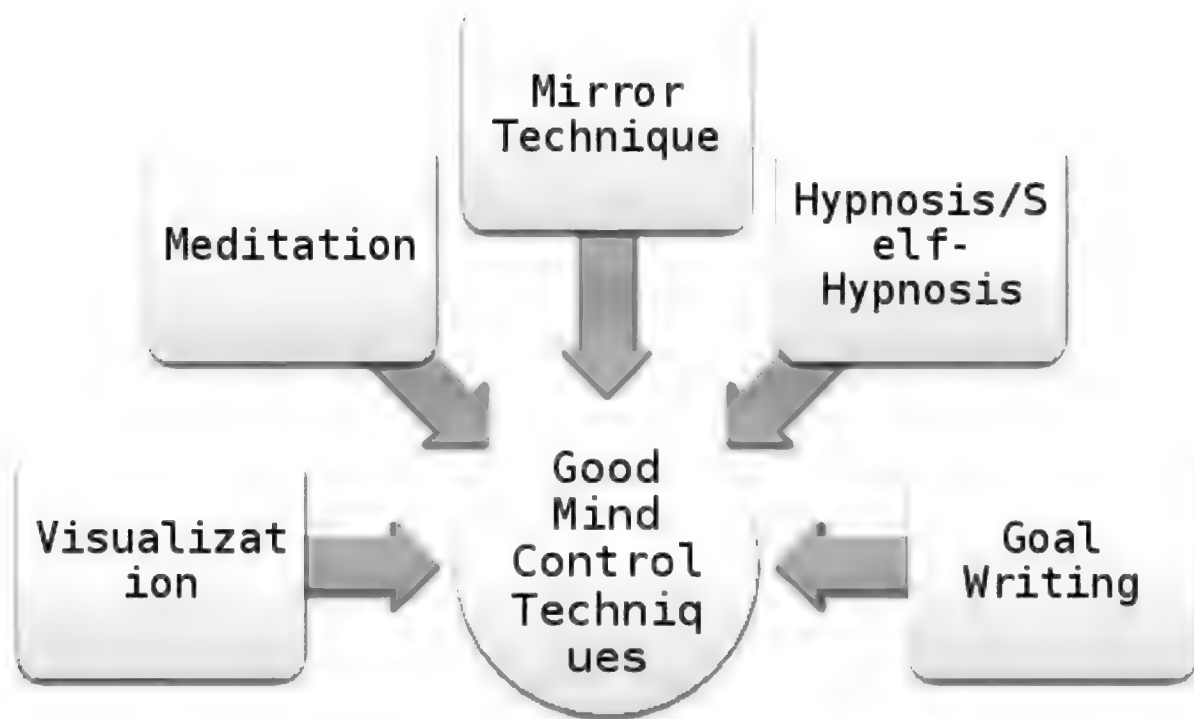 Mirror
Technique
Meditation
Hypnosis/S
elf-
Hypnosis
Visualizat
ion
Good
Mind
Control
Techniq
ues
Goal
Writing